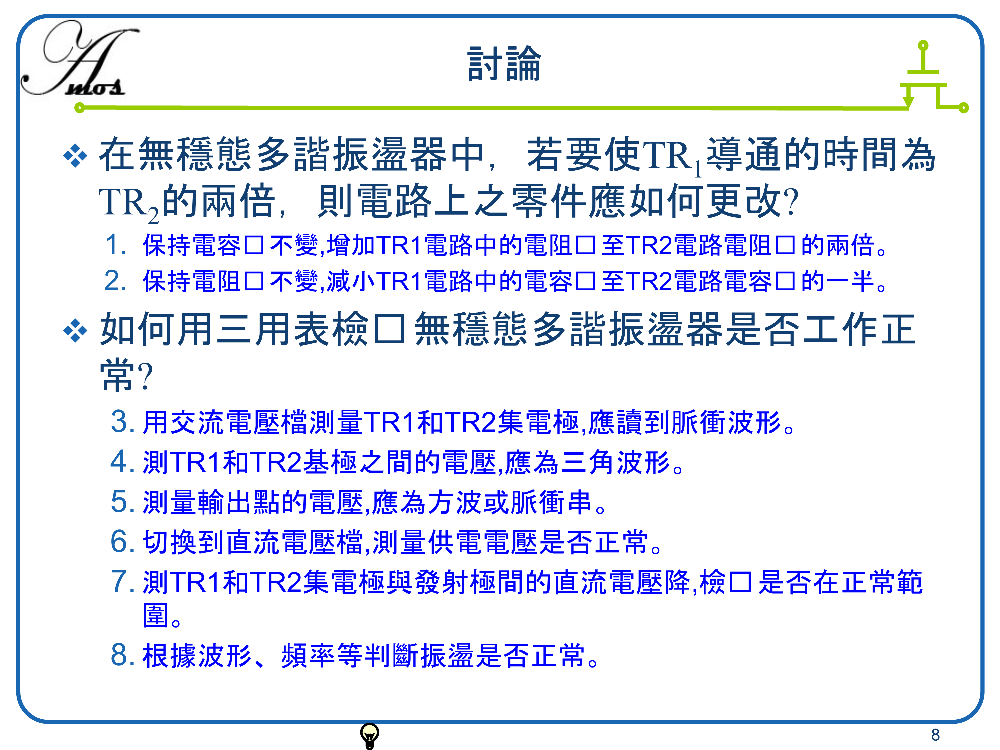 Amos
討論
在無穩態多諧振盪器中, 若要使TR1導通的時間為
TR2的兩倍, 則電路上之零件應如何更改?
1. 保持電容□不變,增加TR1電路中的電阻□至TR2電路電阻□的兩倍。
2. 保持電阻□不變,減小TR1電路中的電容□至TR2電路電容□的一半。
如何用三用表檢□無穩態多諧振盪器是否工作正
常?
3. 用交流電壓檔測量TR1和TR2集電極,應讀到脈衝波形。
4. 測TR1和TR2基極之間的電壓,應為三角波形。
5. 測量輸出點的電壓,應為方波或脈衝串。
6. 切換到直流電壓檔,測量供電電壓是否正常。
7. 測TR1和TR2集電極與發射極間的直流電壓降,檢□是否在正常範
圍。
8. 根據波形、頻率等判斷振盪是否正常。
8